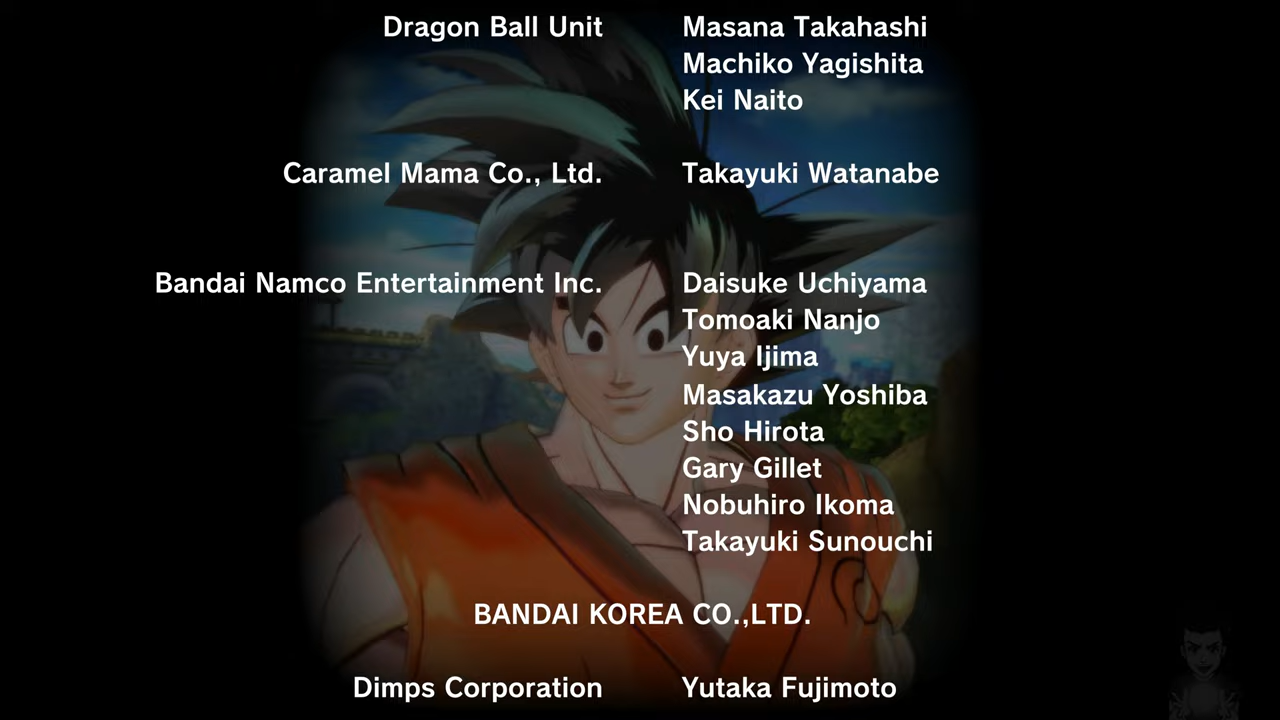 Dragon Ball Unit Masana Takahashi
Machiko Yagishita
Kei Naito
Caramel Mama Co., Ltd. Takayuki Watanabe
Bandai Namco Entertainment Inc. Daisuke Uchiyama
Tomoaki Nanjo
Yuya Ijima
Masakazu Yoshiba
Sho Hirota
Gary Gillet
Nobuhiro Ikoma
Takayuki Sunouchi
BANDAI KOREA CO.,LTD.
Dimps Corporation Yutaka Fujimoto